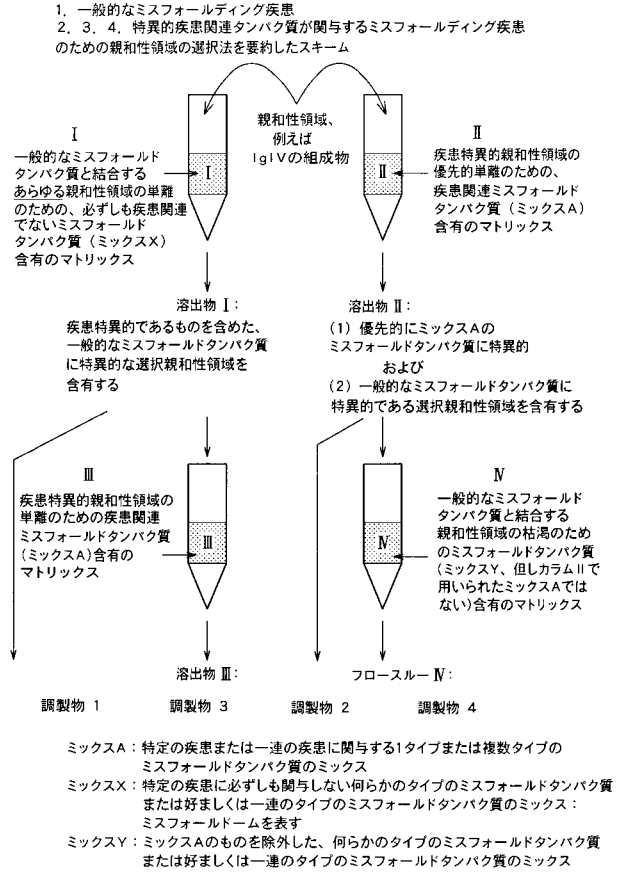 1．一般的なミスフォールディング疾患
2．3．4．特異的疾患関連タンパク質が関与するミスフォールディング疾患
のための親和性領域の選択法を要約したスキーム
親和性領域、
例えば
IgIVの組成物
Ⅰ
一般的なミスフォールド
タンパク質と結合する
あらゆる親和性領域の単離
のための、必ずしも疾患関連
でないミスフォールド
タンパク質（ミックスX）
含有のマトリックス
Ⅰ
Ⅱ
Ⅱ
疾患特異的親和性領域の
優先的単離のための、
疾患関連ミスフォールド
タンパク質（ミックスA）
含有のマトリックス
溶出物 Ⅰ：
疾患特異的であるものを含めた、
一般的なミスフォールドタンパク質
に特異的な選択親和性領域を
含有する
溶出物 Ⅱ：
（1）優先的にミックスAの
ミスフォールドタンパク質に特異的
および
（2）一般的なミスフォールドタンパク質に
特異的である選択親和性領域を含有する
Ⅲ
疾患特異的親和性領域の
単離のための疾患関連
ミスフォールドタンパク質
（ミックスA）含有の
マトリックス
Ⅲ
Ⅳ
Ⅳ
一般的なミスフォールド
タンパク質と結合する
親和性領域の枯渇のため
のミスフォールドタンパク質
（ミックスY、但しカラムIIで
用いられたミックスAでは
ない）含有のマトリックス
溶出物 Ⅲ：
フロースルー Ⅳ：
調製物 1
調製物 3
調製物 2
調製物 4
ミックスA：特定の疾患または一連の疾患に関与する1タイプまたは複数タイプの
ミスフォールドタンパク質のミックス
ミックスX：特定の疾患に必ずしも関与しない何らかのタイプのミスフォールドタンパク質
または好ましくは一連のタイプのミスフォールドタンパク質のミックス：
ミスフォールドームを表す
ミックスY：ミックスAのものを除外した、何らかのタイプのミスフォールドタンパク質
または好ましくは一連のタイプのミスフォールドタンパク質のミックス